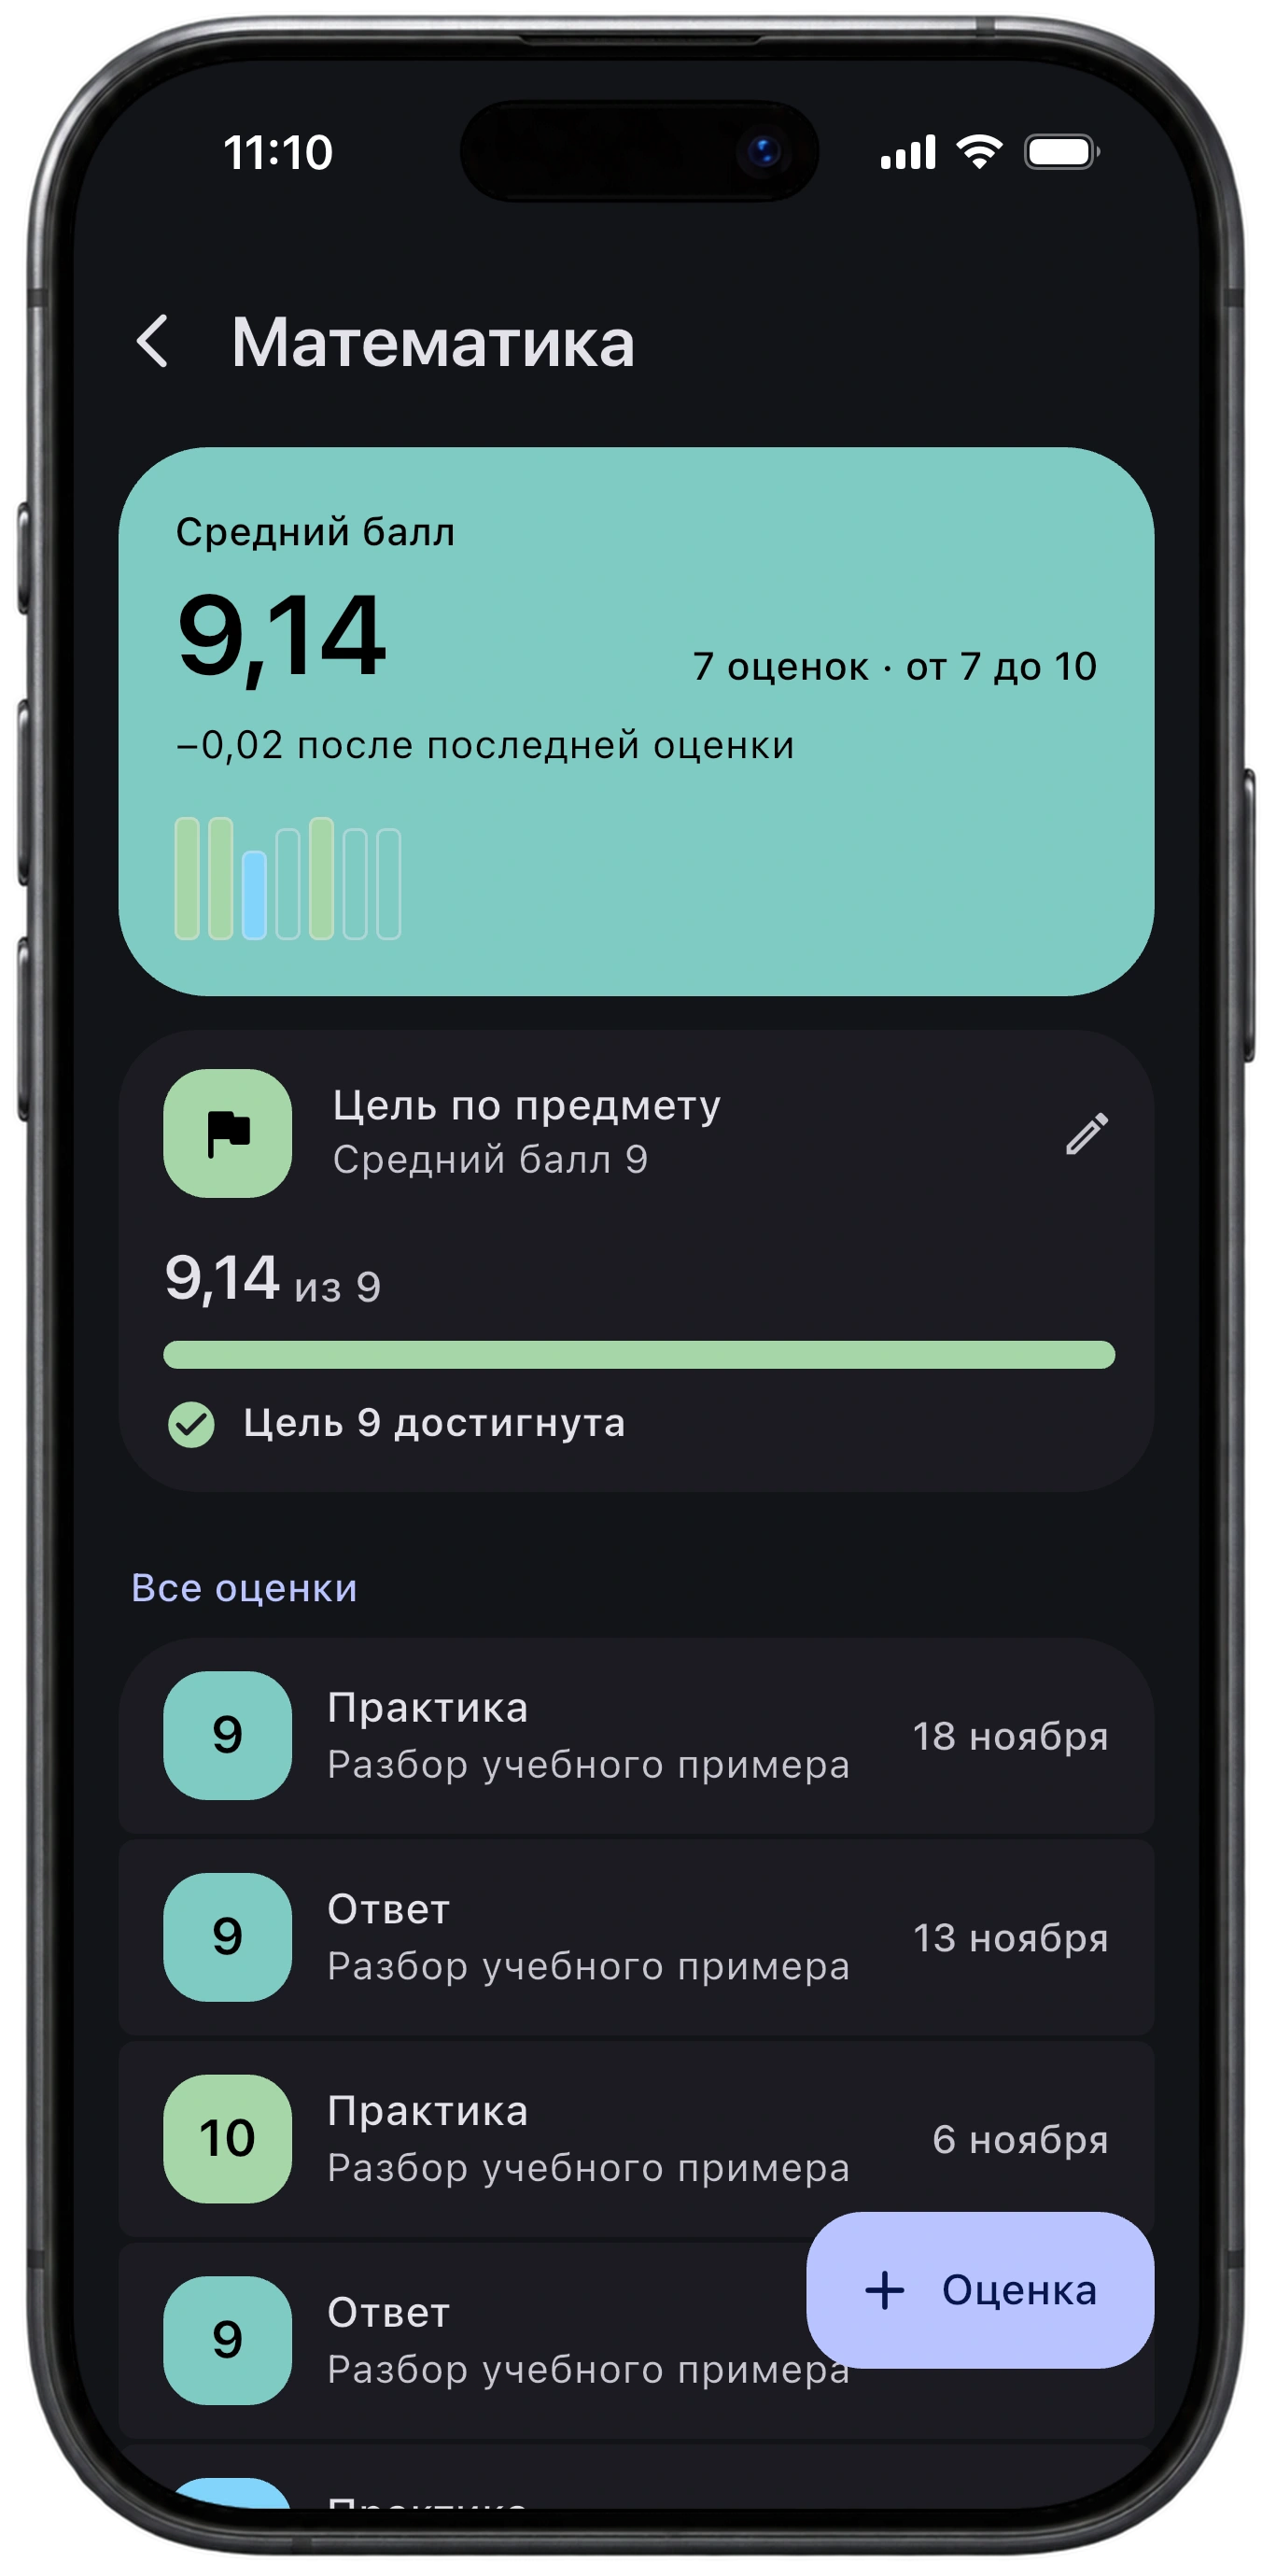 11:10
Математика
Средний балл
9,14
7 оценок · от 7 до 10
−0,02 после последней оценки
Цель по предмету
Средний балл 9
9,14 из 9
Цель 9 достигнута
Все оценки
9
Практика
Разбор учебного примера
18 ноября
9
Ответ
Разбор учебного примера
13 ноября
10
Практика
Разбор учебного примера
6 ноября
9
Ответ
Разбор учебного примера
+ Оценка
Практика